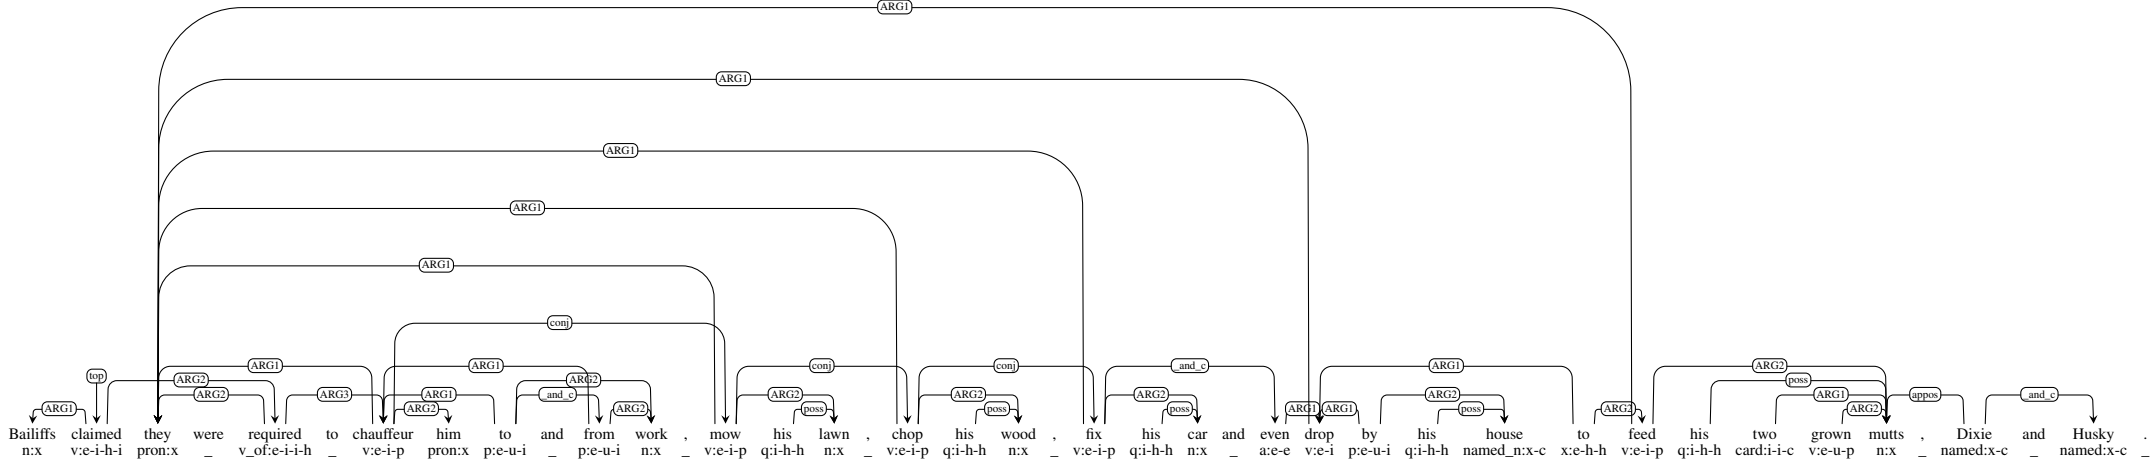 ARG1
ARG1
ARG1
ARG1
ARG1
conj
ARG1 ARG1 conj conj _and_c ARG1 ARG2
top ARG2 ARG2 poss
ARG2 ARG3 ARG1 _and_c ARG2 ARG2 ARG2 ARG2 ARG1 appos _and_c
ARG1 ARG2 ARG2 poss poss poss ARG1 ARG1 poss ARG2 ARG2
Bailiffs claimed they were required to chauffeur him to and from work , mow his lawn , chop his wood , fix his car and even drop by his house to feed his two grown mutts , Dixie and Husky .
n:x v:e-i-h-i pron:x _ v_of:e-i-i-h _ v:e-i-p pron:x p:e-u-i _ p:e-u-i n:x _ v:e-i-p q:i-h-h n:x _ v:e-i-p q:i-h-h n:x _ v:e-i-p q:i-h-h n:x _ a:e-e v:e-i p:e-u-i q:i-h-h named_n:x-c x:e-h-h v:e-i-p q:i-h-h card:i-i-c v:e-u-p n:x _ named:x-c _ named:x-c _